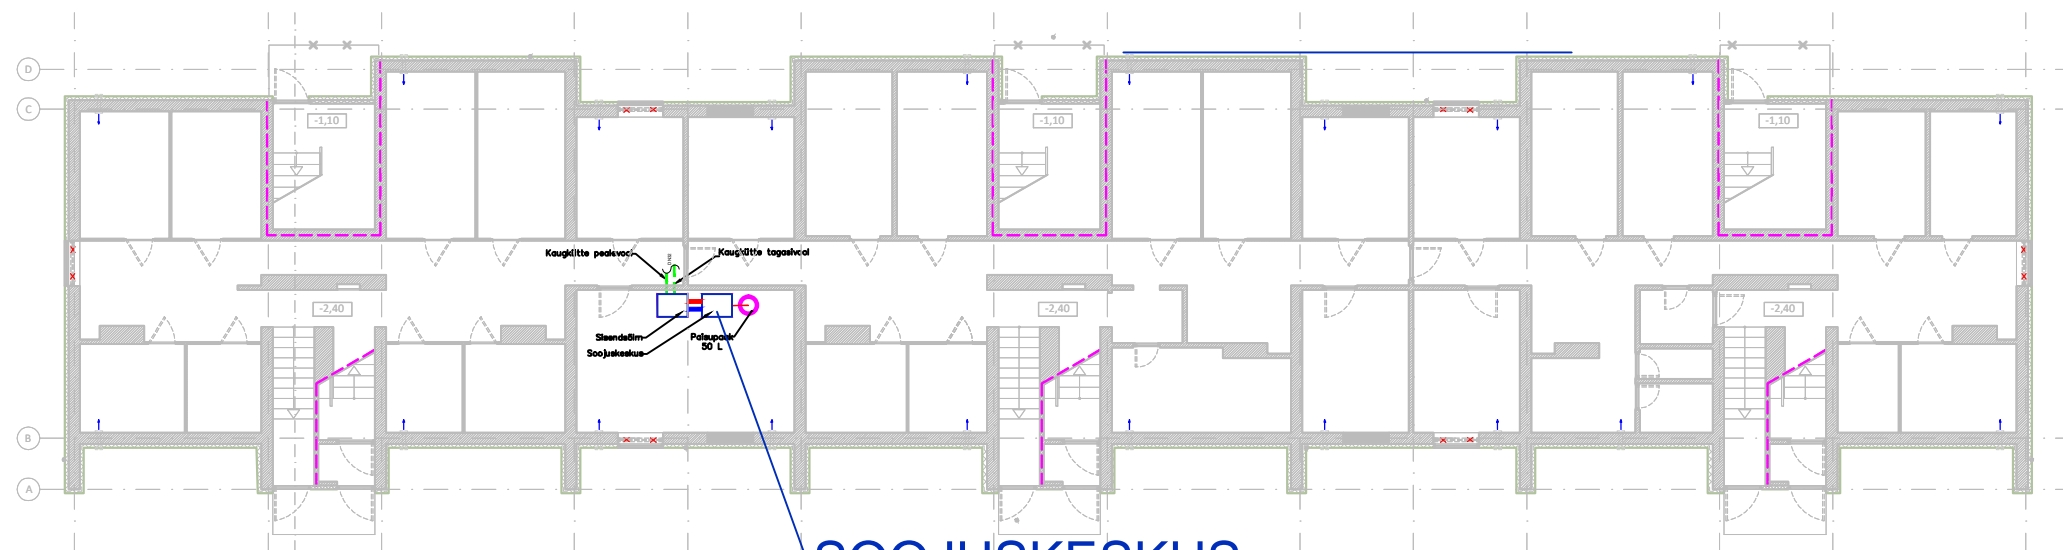 D
C
-1,10
-1,10
-1,10
Kaugkütte pealevool
Kaugkütte tagasivool
-2,40
-2,40
-2,40
Sisendsõlm
Soojuskeskus
Paisupaak
50 L
B
A
SOOJUSKESKUS